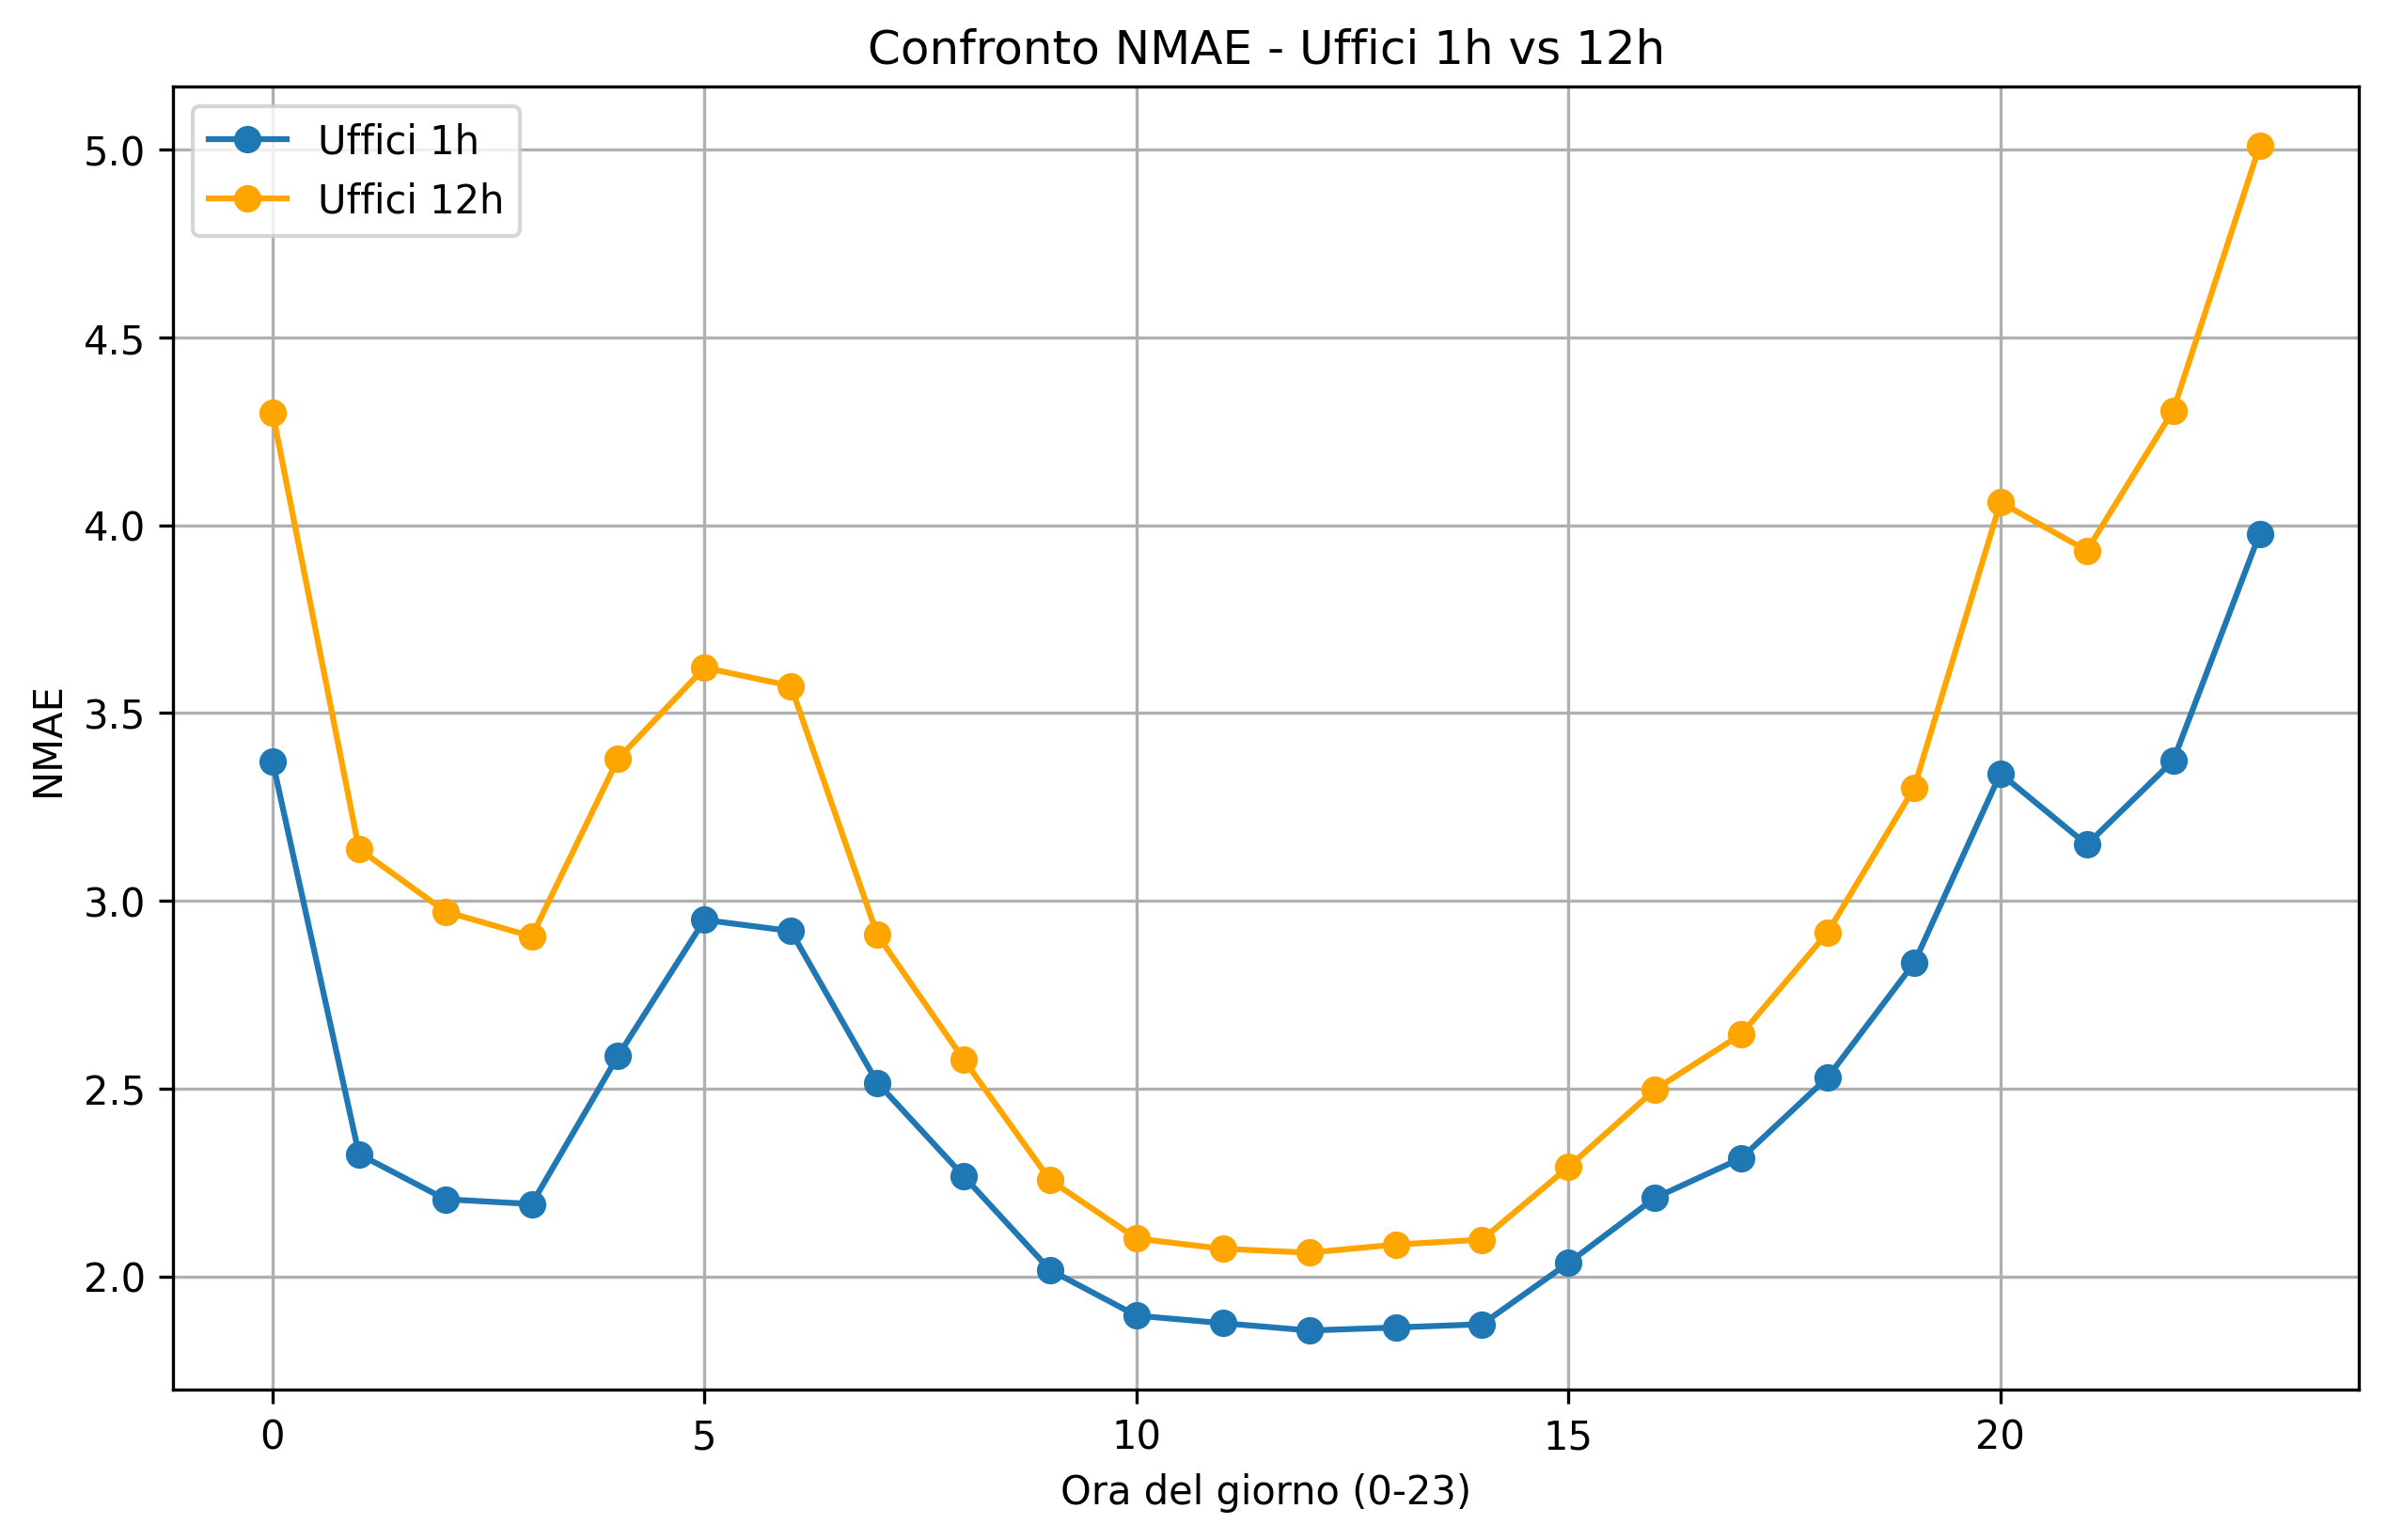 Confronto NMAE - Uffici 1h vs 12h
Uffici 1h
Uffici 12h
NMAE
5.0
4.5
4.0
3.5
3.0
2.5
2.0
0
5
10
15
20
Ora del giorno (0-23)